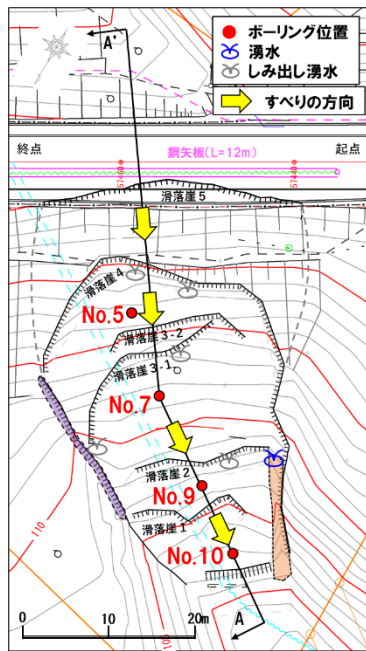 A'
ボーリング位置
湧水
しみ出し湧水
すべりの方向
終点
鋼矢板(L=12m)
起点
57460
57440
滑落崖5
滑落崖4
No.5
滑落崖3-2
滑落崖3-1
No.7
滑落崖2
No.9
滑落崖1
No.10
110
100
0
10
20m
A